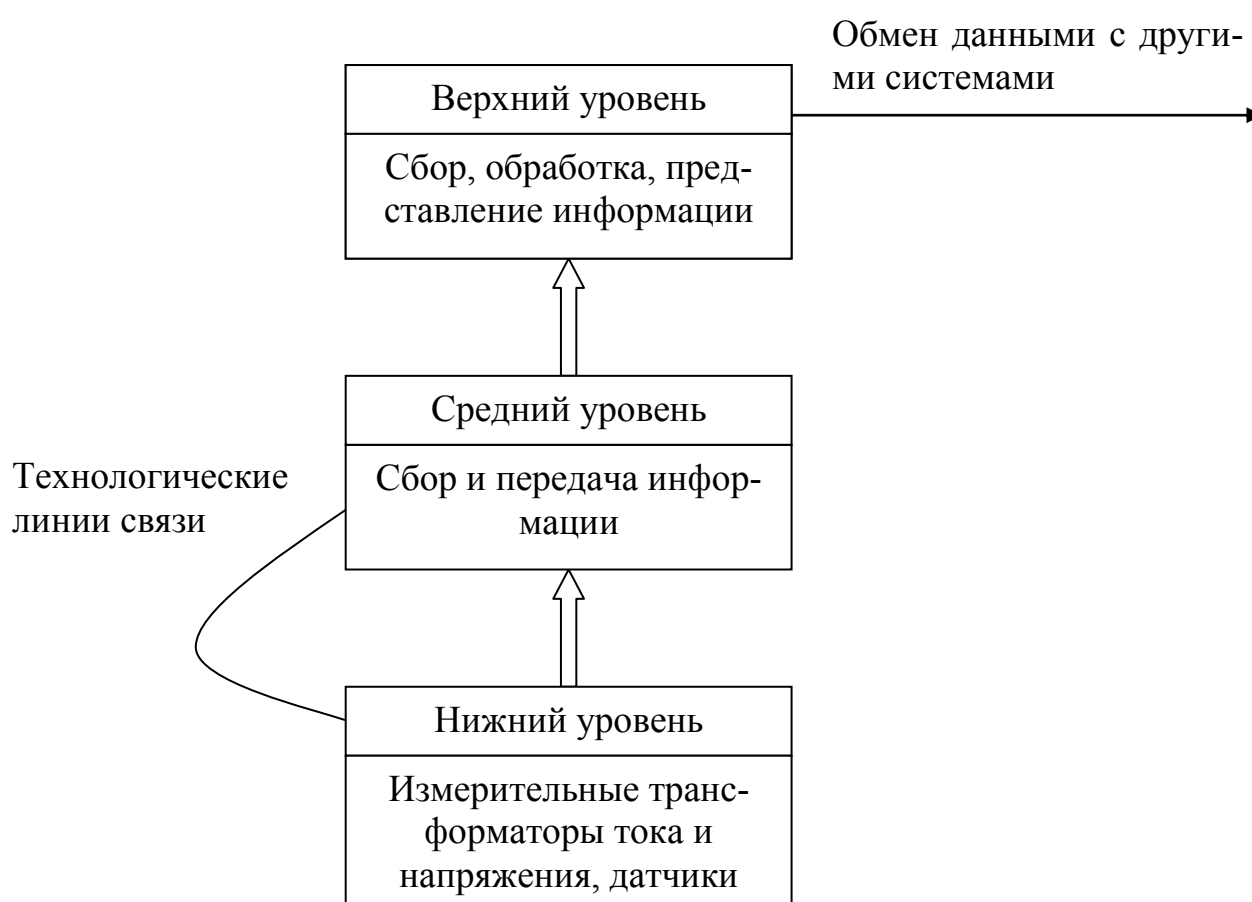 Обмен данными с други-
ми системами
Верхний уровень
Сбор, обработка, пред-
ставление информации
Средний уровень
Сбор и передача инфор-
мации
Технологические
линии связи
Нижний уровень
Измерительные транс-
форматоры тока и
напряжения, датчики